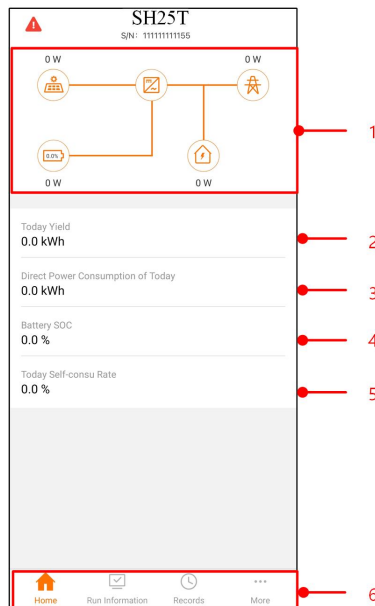 SH25T
S/N: 111111111155
0 W
0 W
0.0%
0 W
0 W
1
Today Yield
0.0 kWh
2
Direct Power Consumption of Today
0.0 kWh
3
Battery SOC
0.0 %
4
Today Self-consu Rate
0.0 %
5
Home
Run Information
Records
More
6